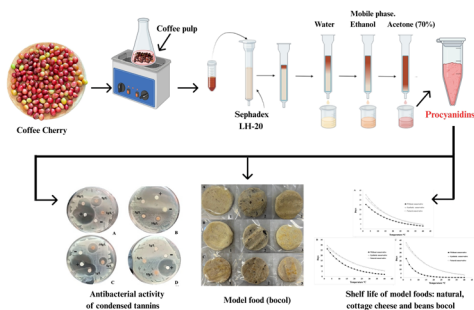 Coffee pulp
Coffee Cherry
Sephadex
LH-20
Mobile phase.
Water
Ethanol
Acetone (70%)
Procyanidins
A
B
C
D
Antibacterial activity
of condensed tannins
Model food (bocol)
Shelf life of model foods: natural,
cottage cheese and beans bocol